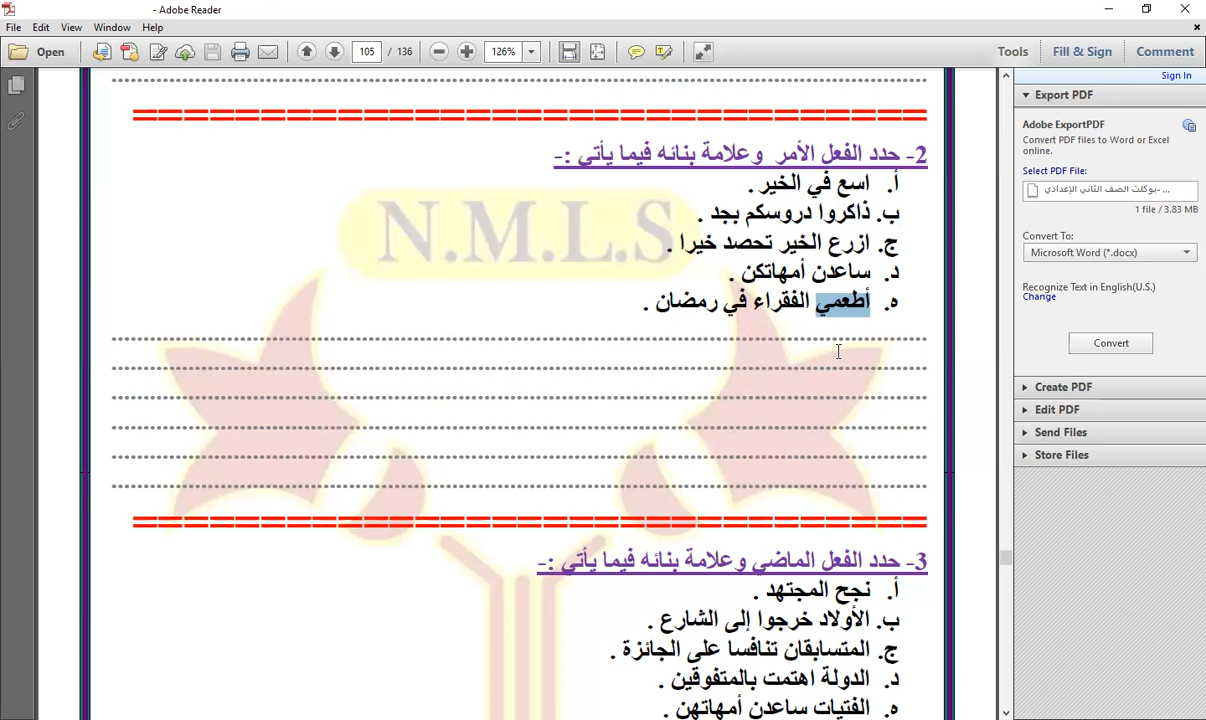 - Adobe Reader
File Edit View Window Help
Open 105 / 136 126% Tools Fill & Sign Comment
Sign In
Export PDF
Adobe ExportPDF
Convert PDF files to Word or Excel
online.
Select PDF File:
بوكلت الصف الثاني الإعدادي- ...
1 file / 3.83 MB
Convert To:
Microsoft Word (*.docx)
Recognize Text in English(U.S.)
Change
Convert
Create PDF
Edit PDF
Send Files
Store Files
N.M.L.S
2- حدد الفعل الأمر وعلامة بنائه فيما يأتي :-
أ. اسع في الخير .
ب. ذاكروا دروسكم بجد .
ج. ازرع الخير تحصد خيرا .
د. ساعدن أمهاتكن .
ه. أطعمي الفقراء في رمضان .
3- حدد الفعل الماضي وعلامة بنائه فيما يأتي :-
أ. نجح المجتهد .
ب. الأولاد خرجوا إلى الشارع .
ج. المتسابقان تنافسا على الجائزة .
د. الدولة اهتمت بالمتفوقين .
ه. الفتيات ساعدن أمهاتهن .